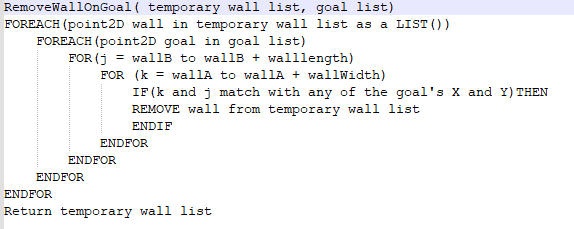 RemoveWallOnGoal( temporary wall list, goal list)
FOREACH(point2D wall in temporary wall list as a LIST())
FOREACH(point2D goal in goal list)
FOR(j = wallB to wallB + walllength)
FOR (k = wallA to wallA + wallWidth)
IF(k and j match with any of the goal's X and Y)THEN
REMOVE wall from temporary wall list
ENDIF
ENDFOR
ENDFOR
ENDFOR
ENDFOR
Return temporary wall list